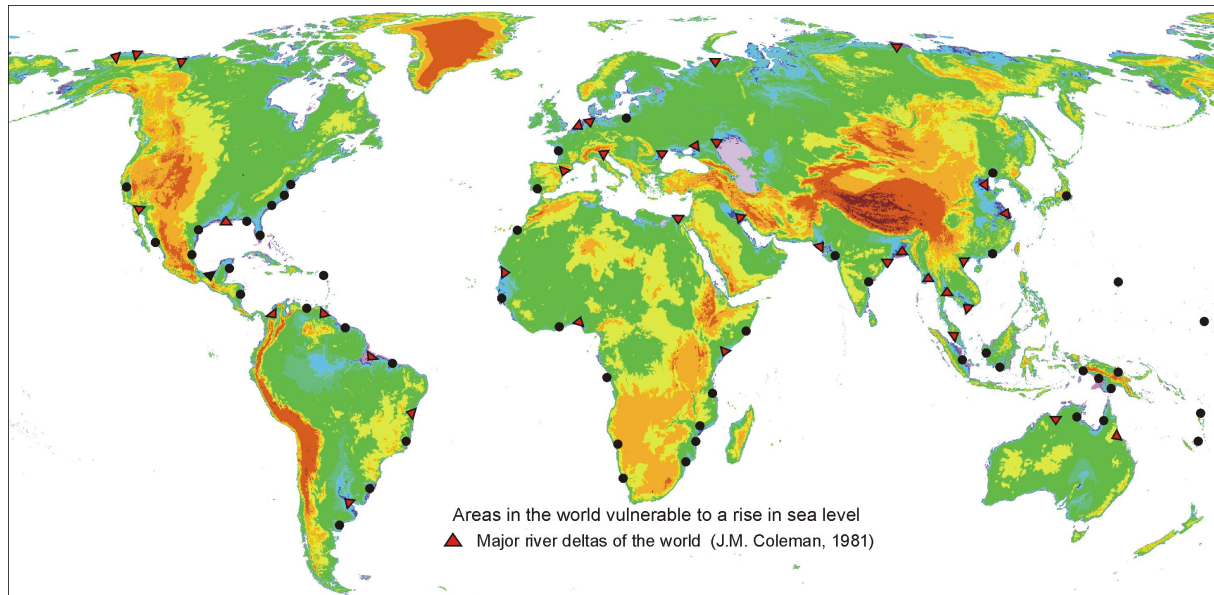 Areas in the world vulnerable to a rise in sea level
Major river deltas of the world (J.M. Coleman, 1981)